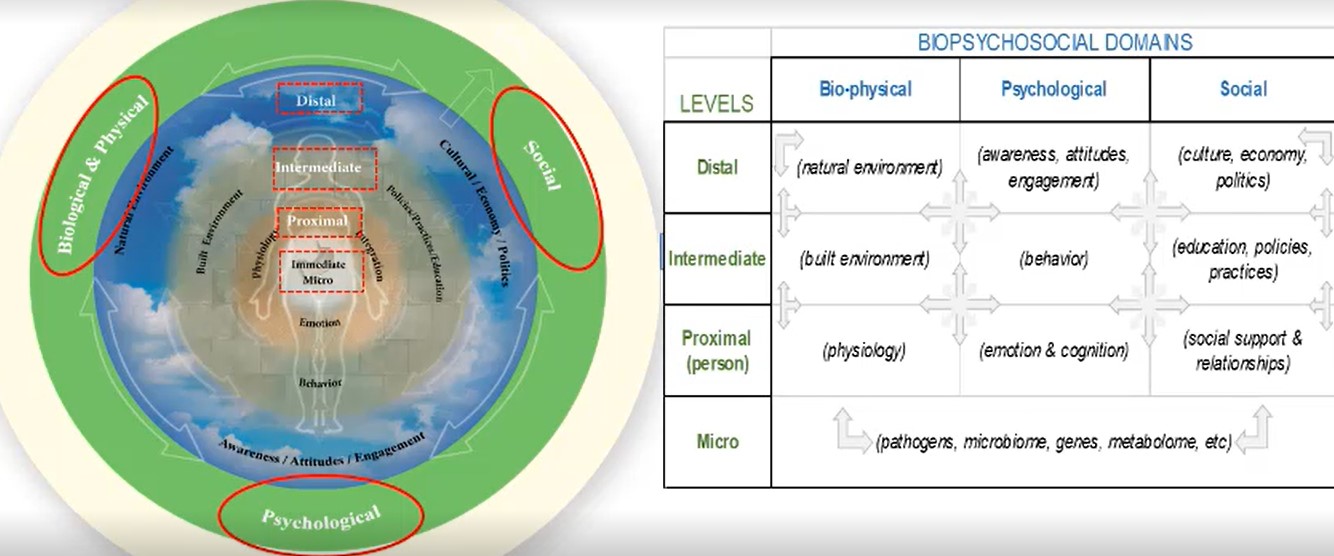 Distal
Intermediate
Proximal
Immediate
Micro
Biological & Physical
Natural Environment
Built Environment
Physiology
Integration
Policies/Practices/Education
Cultural / Economy / Politics
Social
Emotion
Behavior
Awareness / Attitudes / Engagement
Psychological
BIOPSYCHOSOCIAL DOMAINS
LEVELS
Bio-physical
Psychological
Social
Distal
(natural environment)
(awareness, attitudes,
engagement)
(culture, economy,
politics)
Intermediate
(built environment)
(behavior)
(education, policies,
practices)
Proximal
(person)
(physiology)
(emotion & cognition)
(social support &
relationships)
Micro
(pathogens, microbiome, genes, metabolome, etc)